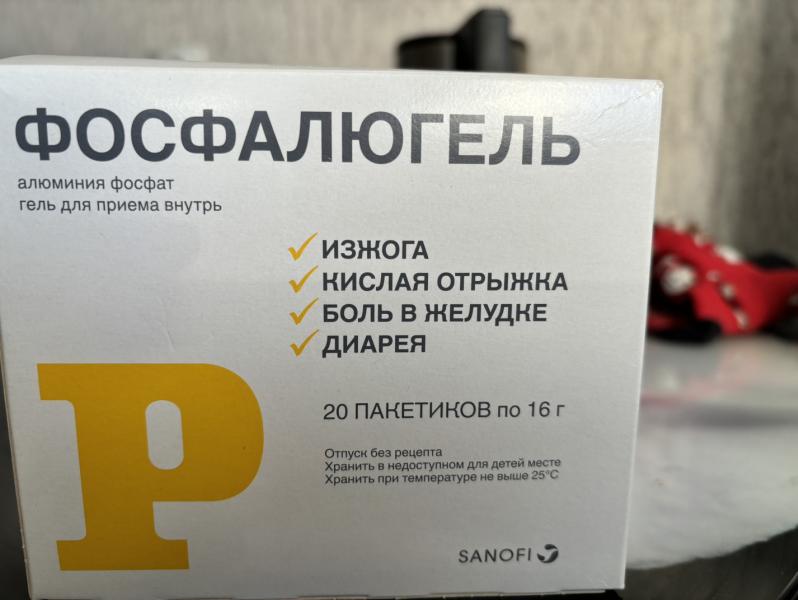 ФОСФАЛЮГЕЛЬ
алюминия фосфат
гель для приема внутрь
ИЗЖОГА
КИСЛАЯ ОТРЫЖКА
БОЛЬ В ЖЕЛУДКЕ
ДИАРЕЯ
P
20 ПАКЕТИКОВ по 16 г
Отпуск без рецепта
Хранить в недоступном для детей месте
Хранить при температуре не выше 25°С
SANOFI